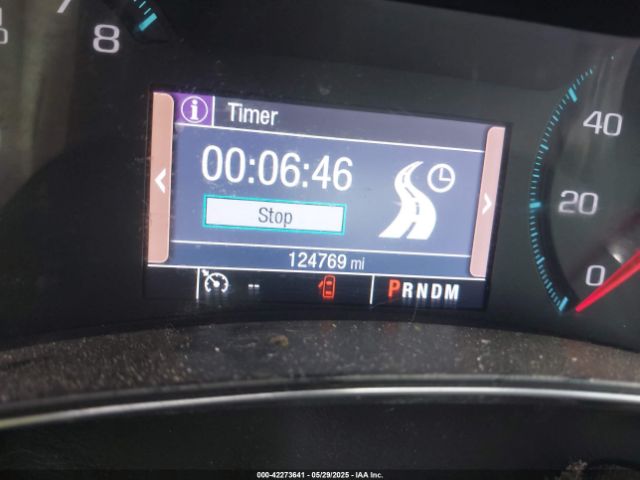 7
8
i Timer
00:06:46
Stop
124769 mi
-- PRNDM
40
20
0
000-42273641 | 05/29/2025 | IAA Inc.